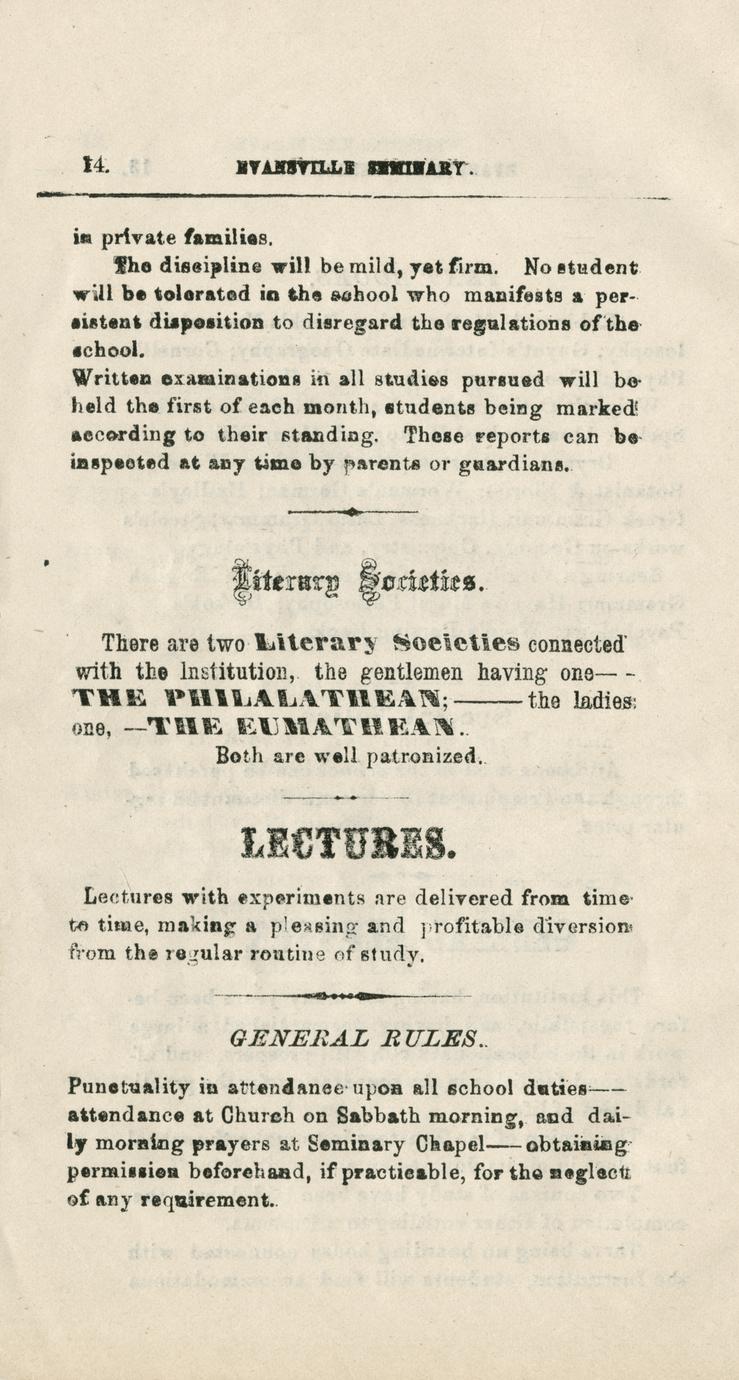 14. EVANSVILLE SEMINARY.
in private families.
The discipline will be mild, yet firm. No student
will be tolerated in the school who manifests a per-
sistent disposition to disregard the regulations of the
school.
Written examinations in all studies pursued will be
held the first of each month, students being marked
according to their standing. These reports can be
inspected at any time by parents or guardians.
Literary Societies.
There are two Literary Societies connected
with the Institution, the gentlemen having one— -
THE PHILALATHEAN;——the ladies
one, —THE EUMATHEAN.
Both are well patronized.
LECTURES.
Lectures with experiments are delivered from time
to time, making a pleasing and profitable diversion
from the regular routine of study.
GENERAL RULES.
Punctuality in attendance upon all school duties——
attendance at Church on Sabbath morning, and dai-
ly morning prayers at Seminary Chapel——obtaining
permission beforehand, if practicable, for the neglect
of any requirement.